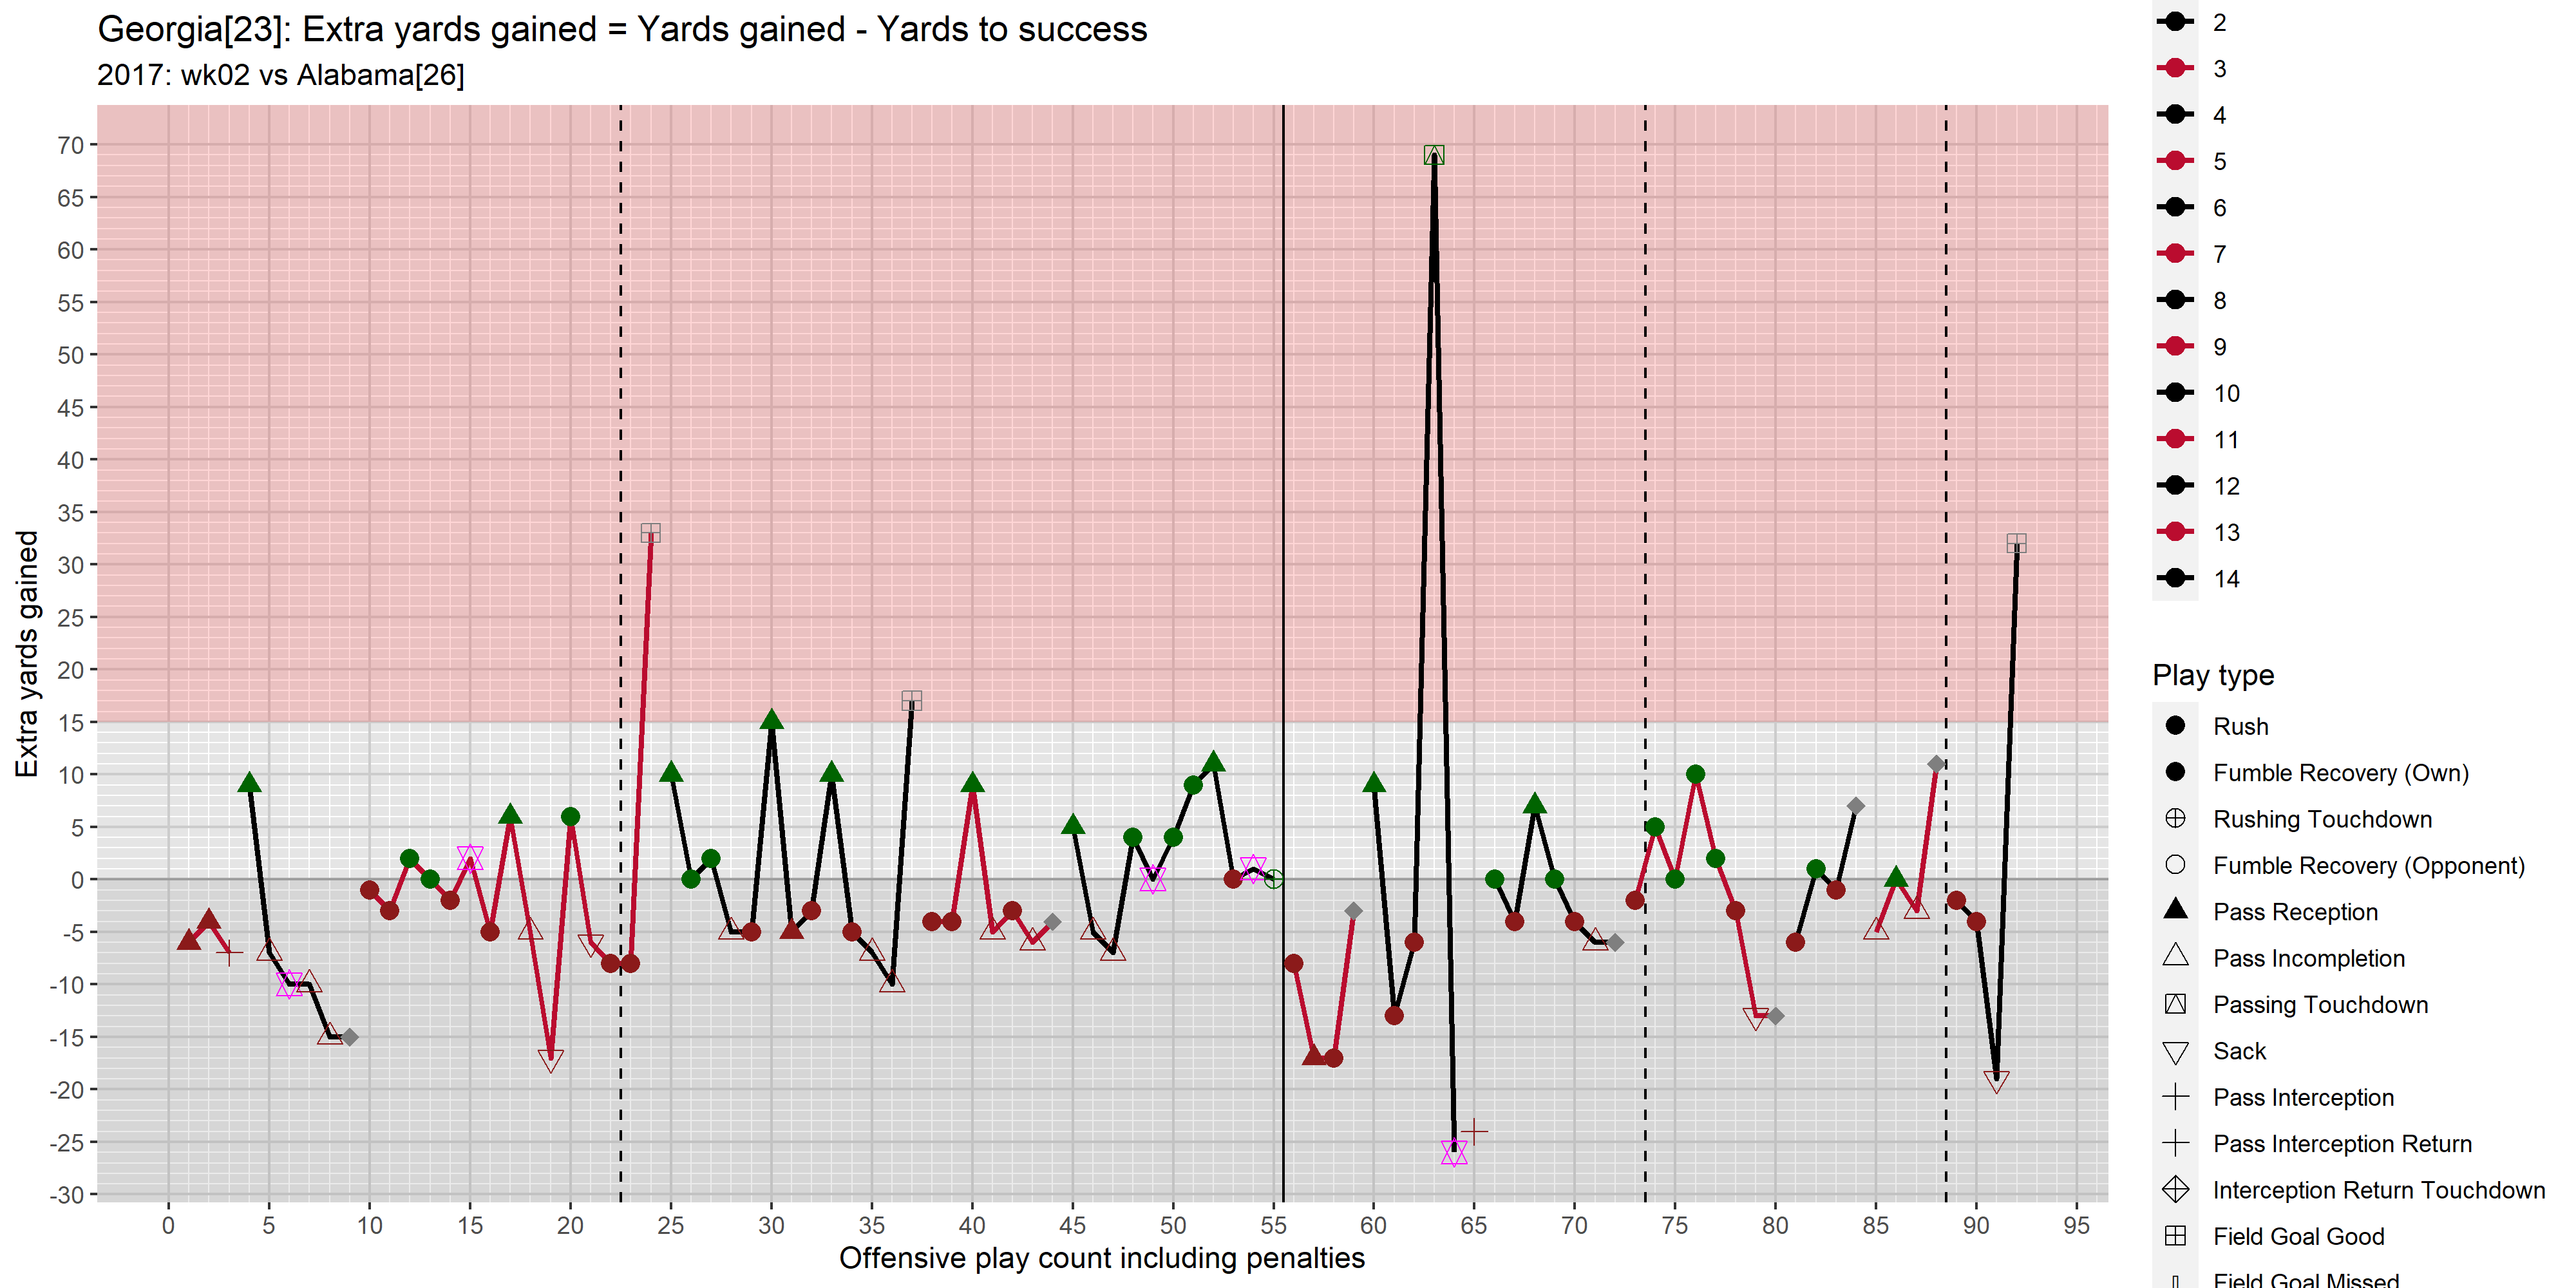 Georgia[23]: Extra yards gained = Yards gained - Yards to success
2017: wk02 vs Alabama[26]
Extra yards gained
70
65
60
55
50
45
40
35
30
25
20
15
10
5
0
-5
-10
-15
-20
-25
-30
0 5 10 15 20 25 30 35 40 45 50 55 60 65 70 75 80 85 90 95
Offensive play count including penalties
2
3
4
5
6
7
8
9
10
11
12
13
14
Play type
Rush
Fumble Recovery (Own)
Rushing Touchdown
Fumble Recovery (Opponent)
Pass Reception
Pass Incompletion
Passing Touchdown
Sack
Pass Interception
Pass Interception Return
Interception Return Touchdown
Field Goal Good
Field Goal Missed